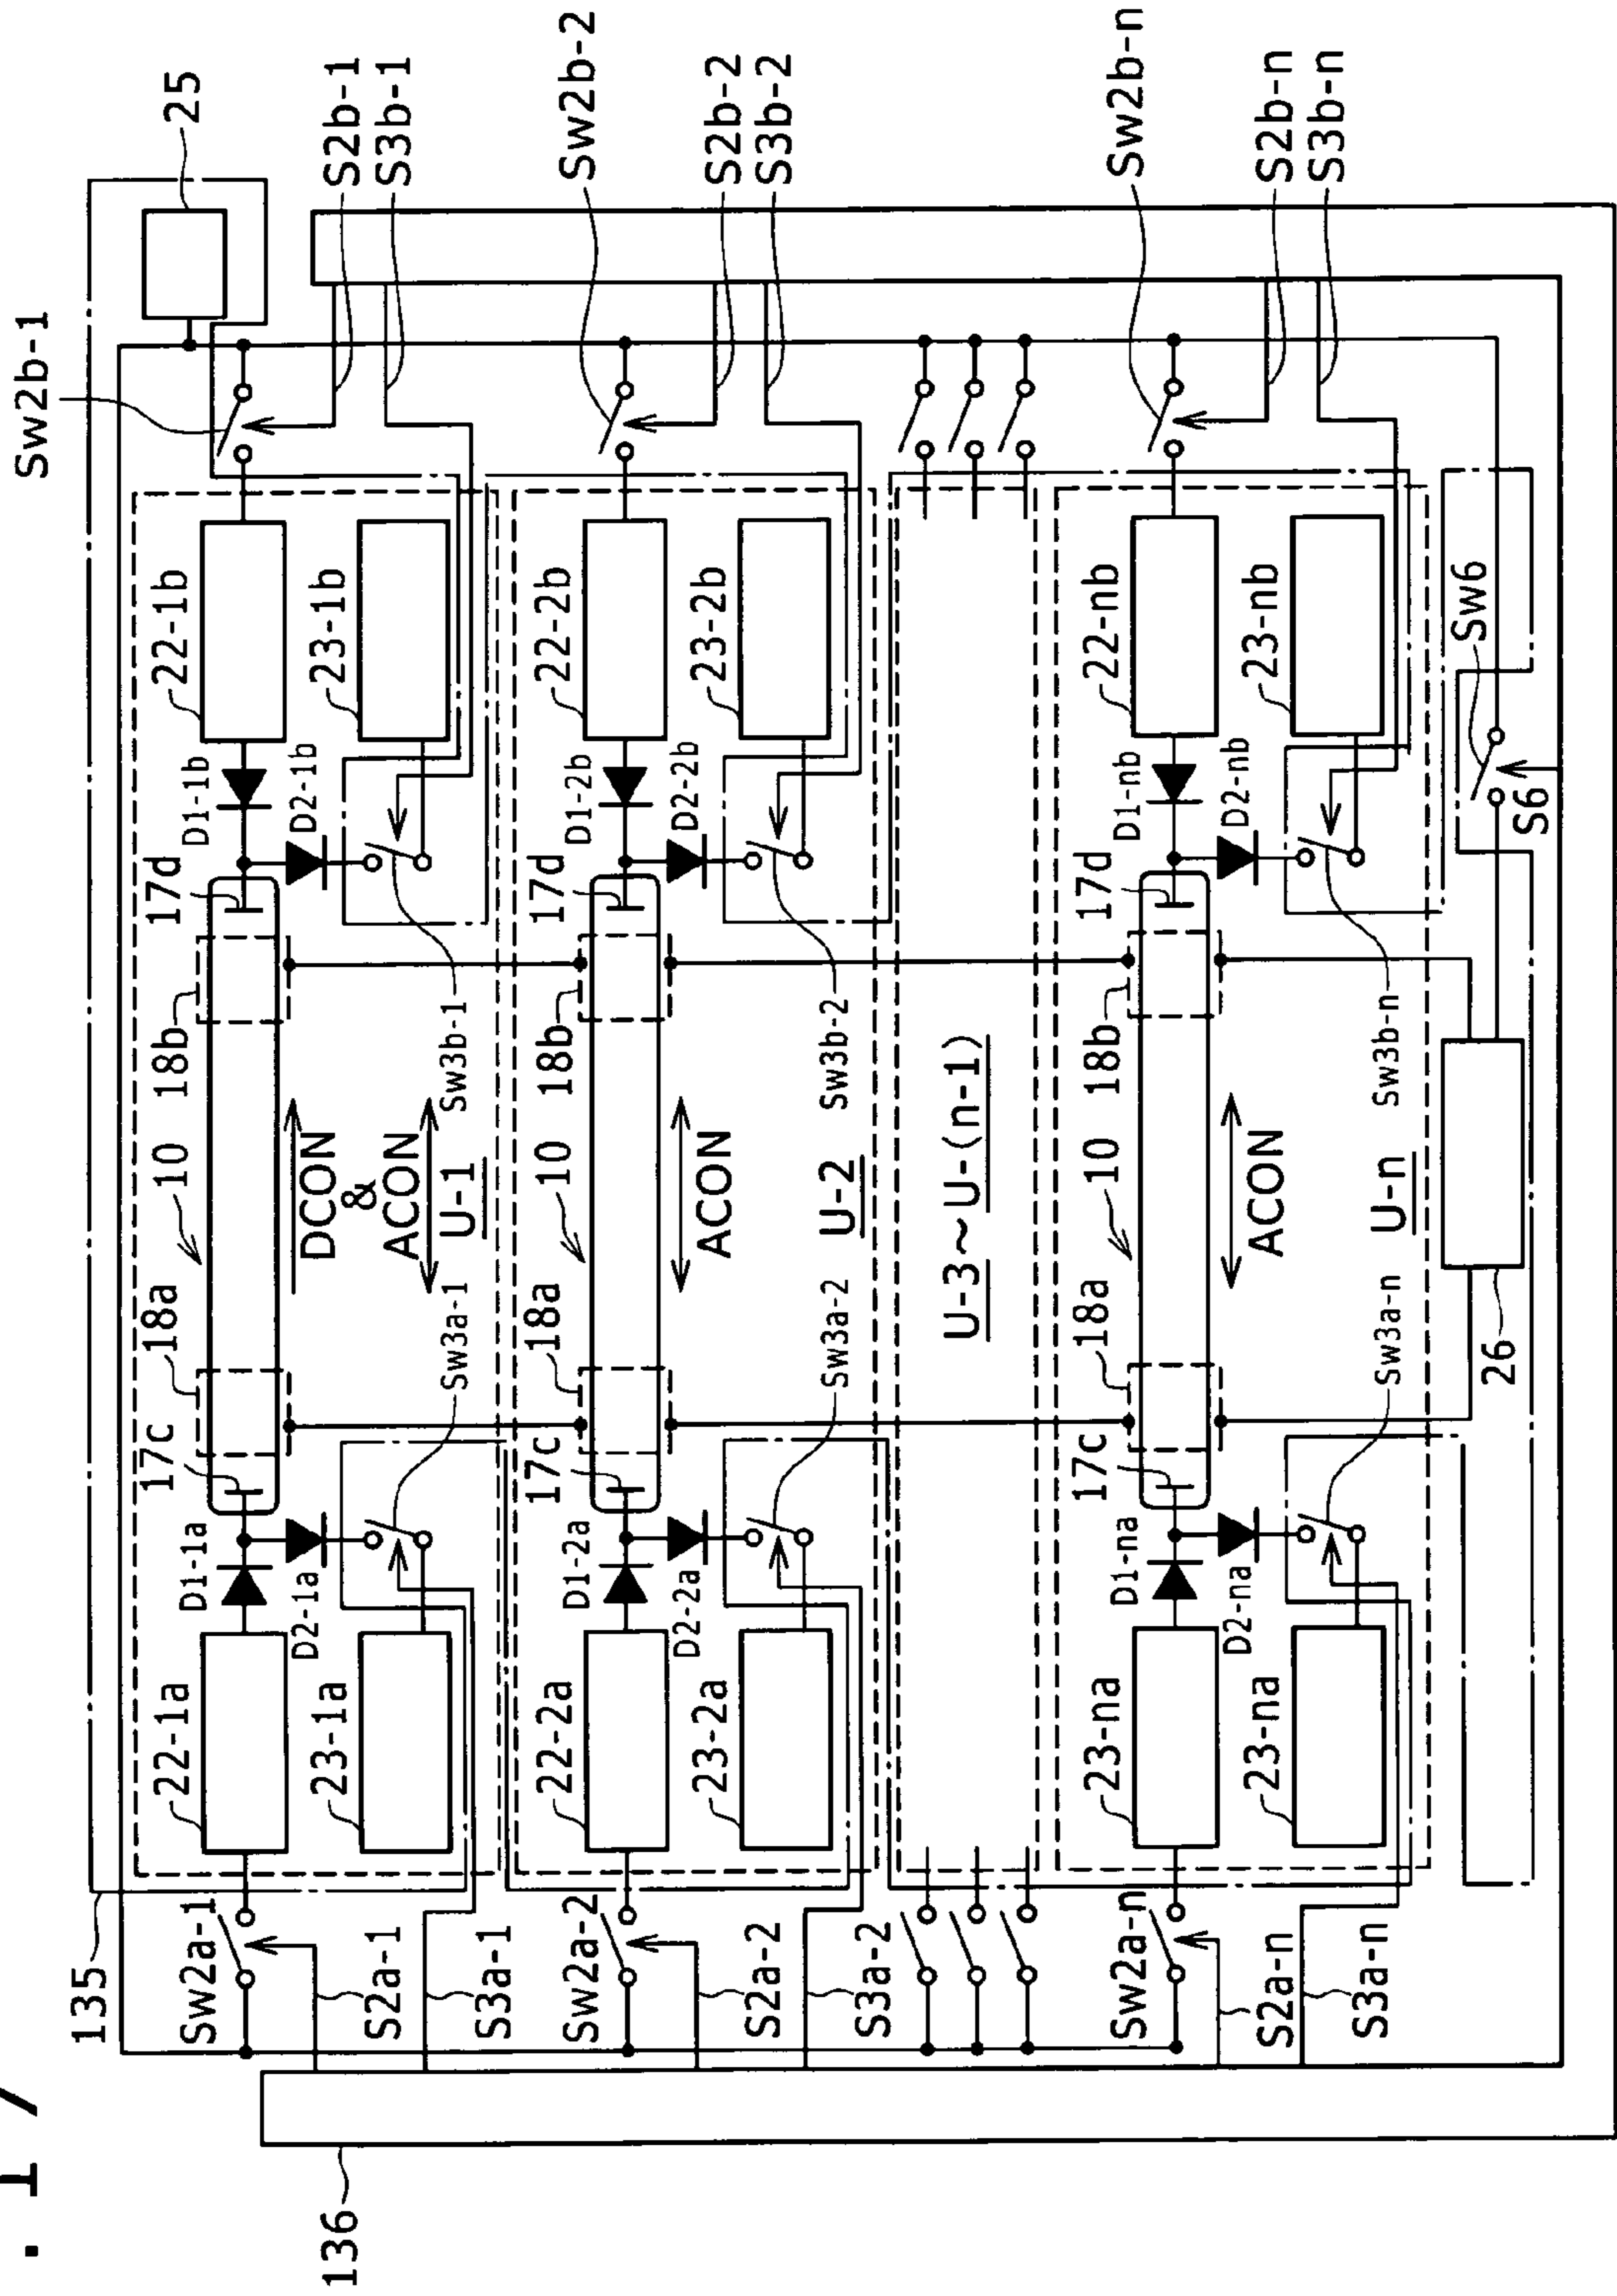 . 17
135
136
Sw2b-1
25
S2b-1
S3b-1
Sw2b-2
S2b-2
S3b-2
Sw2b-n
S2b-n
S3b-n
22-1b
23-1b
D1-1b
D2-1b
17d
18b
10
18a
17c
Sw3b-1
DCON
&
ACON
U-1
Sw3a-1
D1-1a
D2-1a
22-1a
23-1a
Sw2a-1
S2a-1
S3a-1
22-2b
23-2b
D1-2b
D2-2b
17d
18b
10
18a
17c
Sw3b-2
ACON
U-2
Sw3a-2
D1-2a
D2-2a
22-2a
23-2a
Sw2a-2
S2a-2
S3a-2
U-3~U-(n-1)
22-nb
23-nb
D1-nb
D2-nb
17d
18b
10
18a
17c
Sw3b-n
ACON
U-n
Sw3a-n
D1-na
D2-na
23-na
23-na
Sw2a-n
S2a-n
S3a-n
Sw6
S6
26